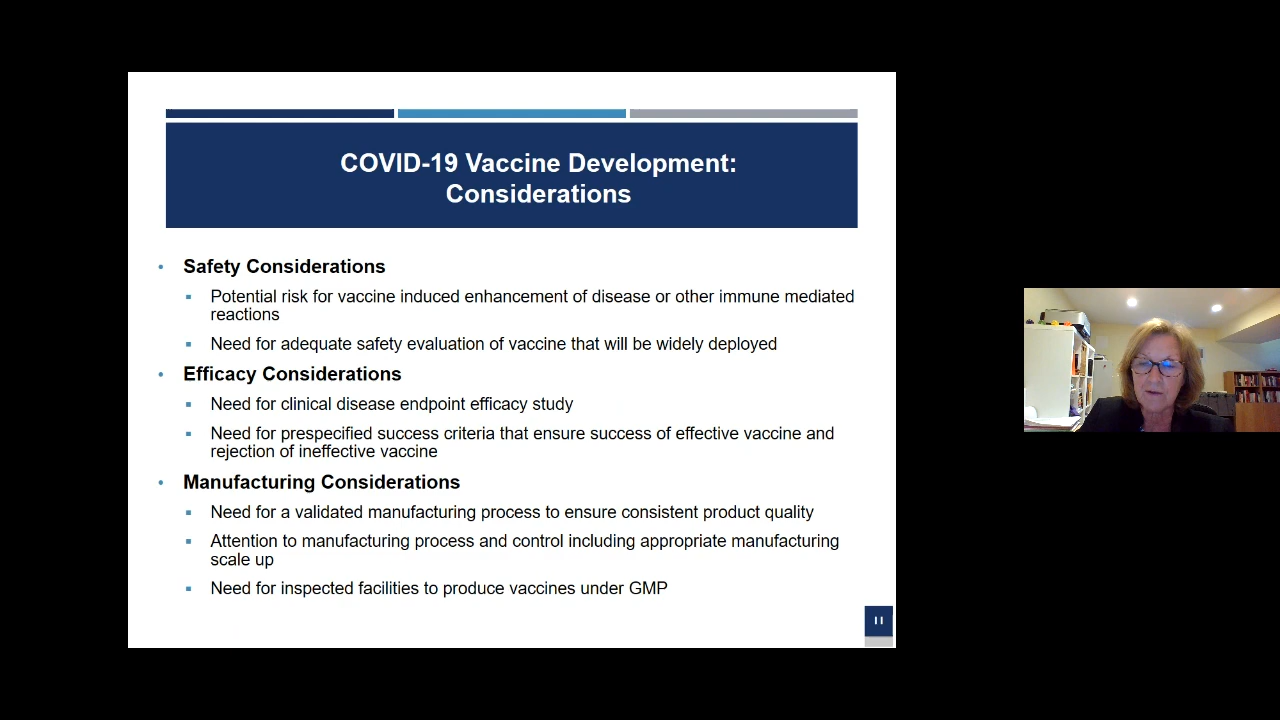 COVID-19 Vaccine Development:
Considerations
• Safety Considerations
▪ Potential risk for vaccine induced enhancement of disease or other immune mediated
reactions
▪ Need for adequate safety evaluation of vaccine that will be widely deployed
• Efficacy Considerations
▪ Need for clinical disease endpoint efficacy study
▪ Need for prespecified success criteria that ensure success of effective vaccine and
rejection of ineffective vaccine
• Manufacturing Considerations
▪ Need for a validated manufacturing process to ensure consistent product quality
▪ Attention to manufacturing process and control including appropriate manufacturing
scale up
▪ Need for inspected facilities to produce vaccines under GMP
11